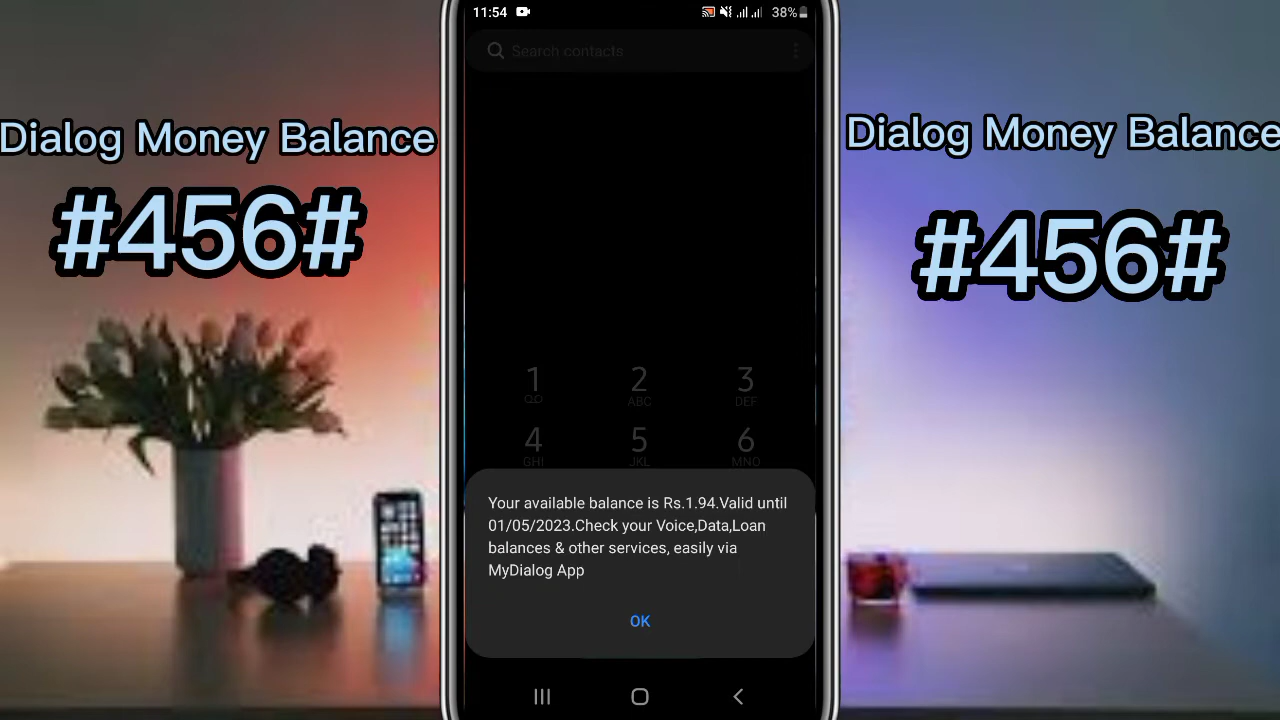 11:54
38%
Search contacts
Dialog Money Balance
#456#
Dialog Money Balance
#456#
1 2 3
ABC DEF
4 5 6
GHI JKL MNO
Your available balance is Rs.1.94.Valid until
01/05/2023.Check your Voice,Data,Loan
balances & other services, easily via
MyDialog App
OK